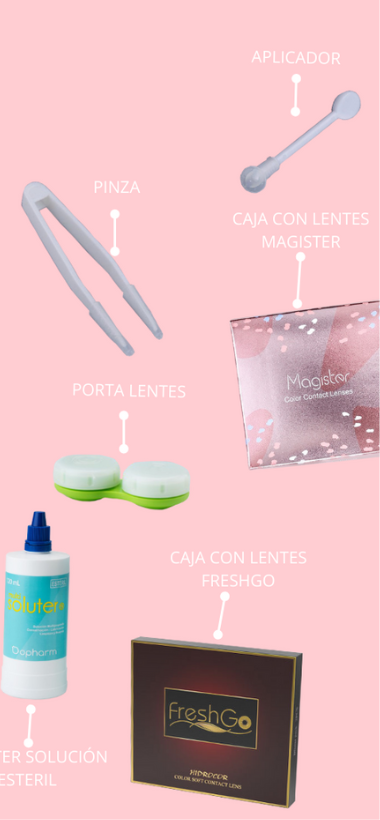 APLICADOR
PINZA
CAJA CON LENTES
MAGISTER
Magister
Color Contact Lenses
PORTA LENTES
CAJA CON LENTES
FRESHGO
soluter+
Dopharm
FreshGo
HIDROCOR
COLOR SOFT CONTACT LENS
SOLUCIÓN
ESTERIL